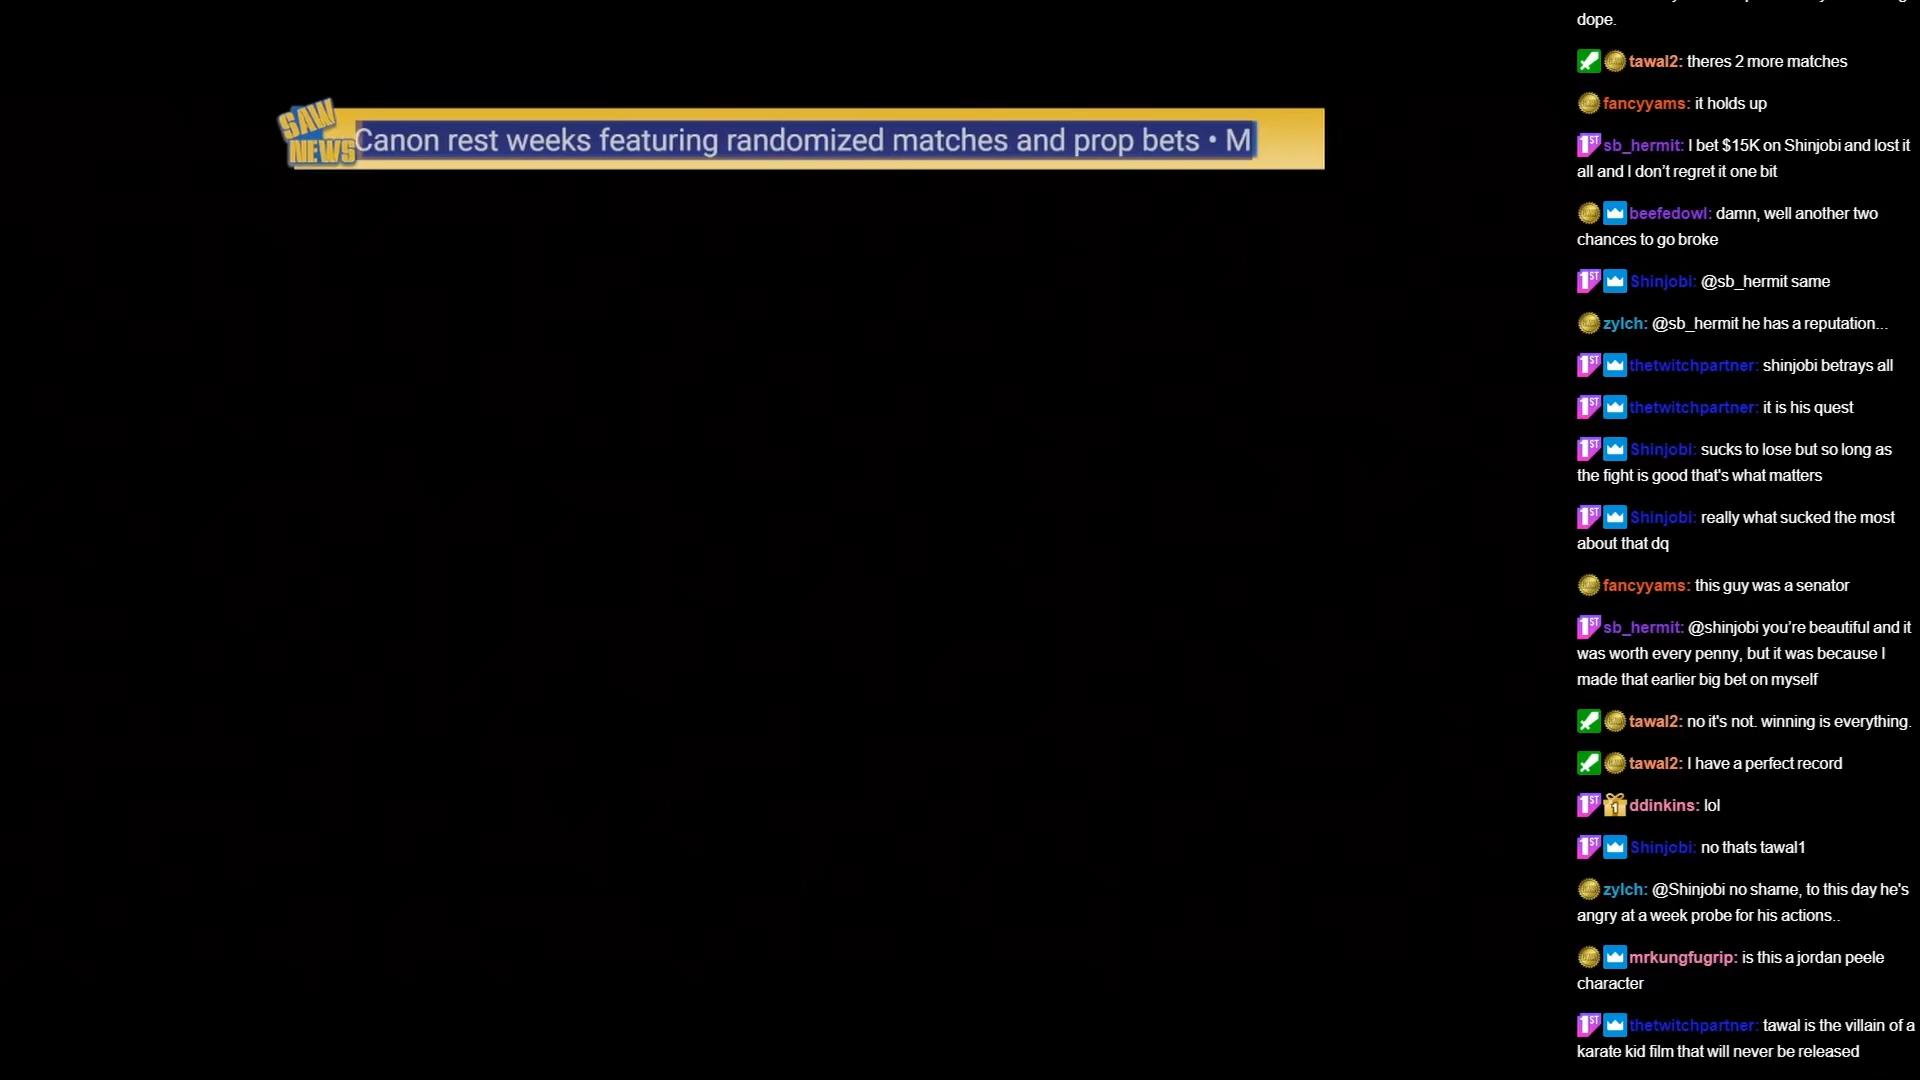 SAW
NEWS
Canon rest weeks featuring randomized matches and prop bets • M
dope.
tawal2: theres 2 more matches
fancyyams: it holds up
sb_hermit: I bet $15K on Shinjobi and lost it
all and I don’t regret it one bit
beefedowl: damn, well another two
chances to go broke
Shinjobi: @sb_hermit same
zylch: @sb_hermit he has a reputation...
thetwitchpartner: shinjobi betrays all
thetwitchpartner: it is his quest
Shinjobi: sucks to lose but so long as
the fight is good that's what matters
Shinjobi: really what sucked the most
about that dq
fancyyams: this guy was a senator
sb_hermit: @shinjobi you’re beautiful and it
was worth every penny, but it was because I
made that earlier big bet on myself
tawal2: no it's not. winning is everything.
tawal2: I have a perfect record
ddinkins: lol
Shinjobi: no thats tawal1
zylch: @Shinjobi no shame, to this day he's
angry at a week probe for his actions..
mrkungfugrip: is this a jordan peele
character
thetwitchpartner: tawal is the villain of a
karate kid film that will never be released